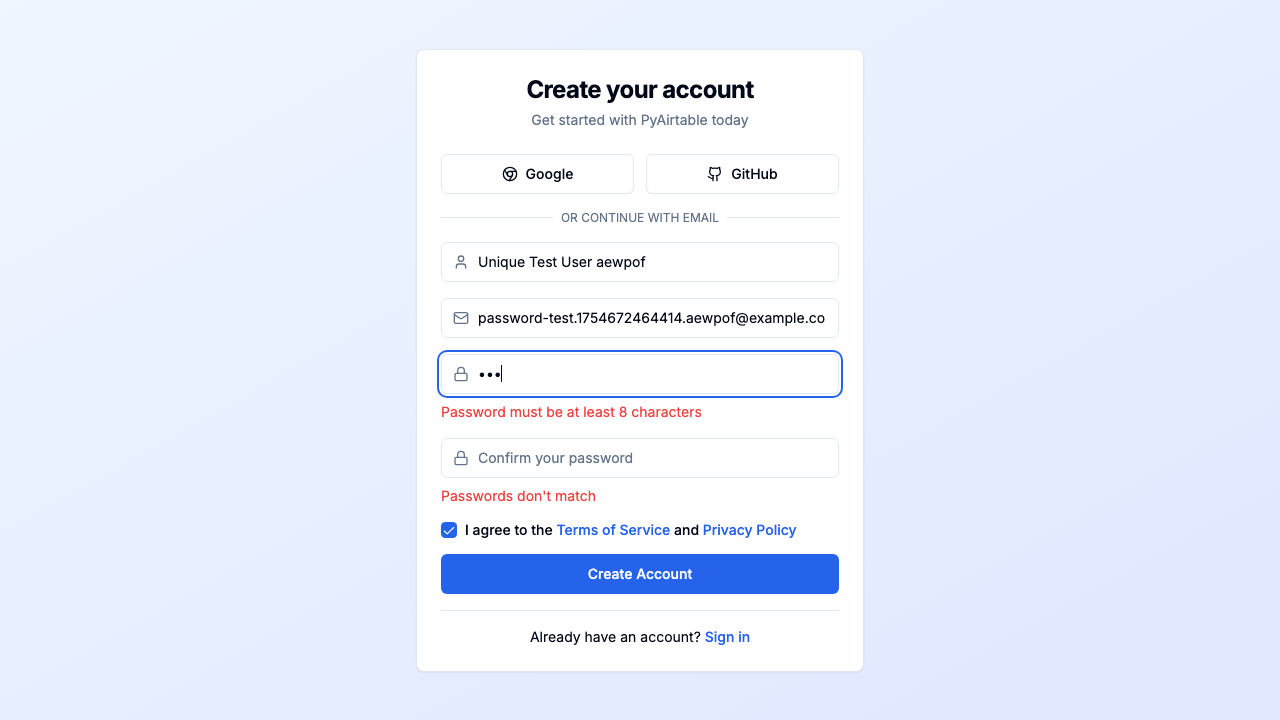 Create your account
Get started with PyAirtable today
Google
GitHub
OR CONTINUE WITH EMAIL
Unique Test User aewpof
password-test.1754672464414.aewpof@example.co
•••
Password must be at least 8 characters
Confirm your password
Passwords don't match
I agree to the Terms of Service and Privacy Policy
Create Account
Already have an account? Sign in